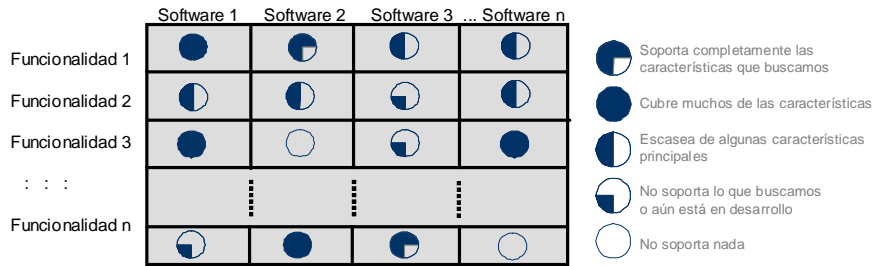 Software 1 Software 2 Software 3 ... Software n
Funcionalidad 1
Funcionalidad 2
Funcionalidad 3
: : :
Funcionalidad n
Soporta completamente las
características que buscamos
Cubre muchos de las característicás
Escasea de algunas característícas
principales
No soporta lo que buscamos
o aún está en desarrollo
No soporta nada